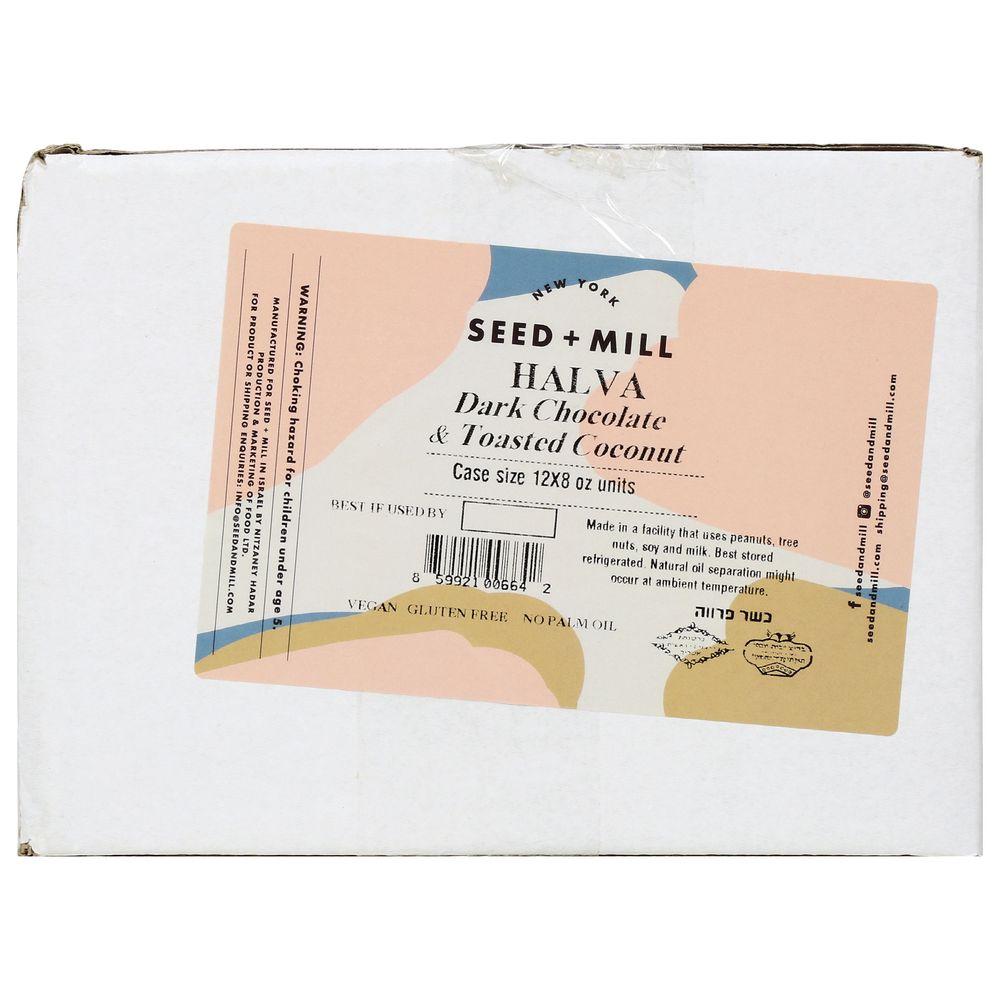 NEW YORK
SEED + MILL
HALVA
Dark Chocolate
& Toasted Coconut
Case size 12X8 oz units
BEST IF USED BY
8 59921 00664 2
Made in a facility that uses peanuts, tree
nuts, soy and milk. Best stored
refrigerated. Natural oil separation might
occur at ambient temperature.
VEGAN GLUTEN FREE NO PALM OIL
כשר פרווה
WARNING: Choking hazard for children under age 5.
MANUFACTURED FOR SEED + MILL IN ISRAEL BY NITZANEY HADAR
PRODUCTION & MARKETING OF FOOD LTD.
FOR PRODUCT OR SHIPPING ENQUIRIES: INFO@SEEDANDMILL.COM
seedandmill @seedandmill
seedandmill.com shipping@seedandmill.com